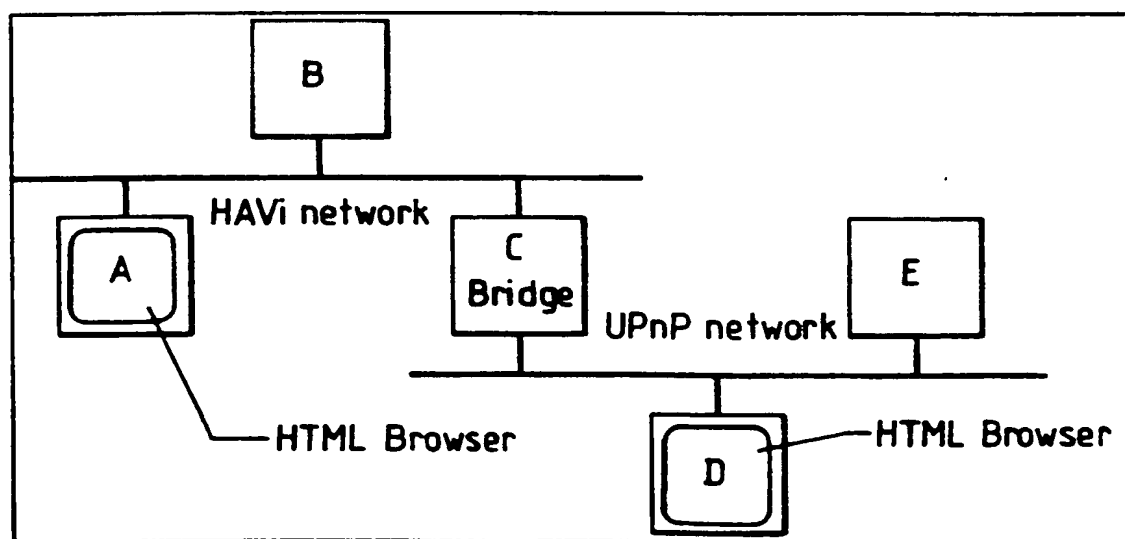 B
HAVi network
A
C
Bridge
E
UPnP network
HTML Browser
HTML Browser
D